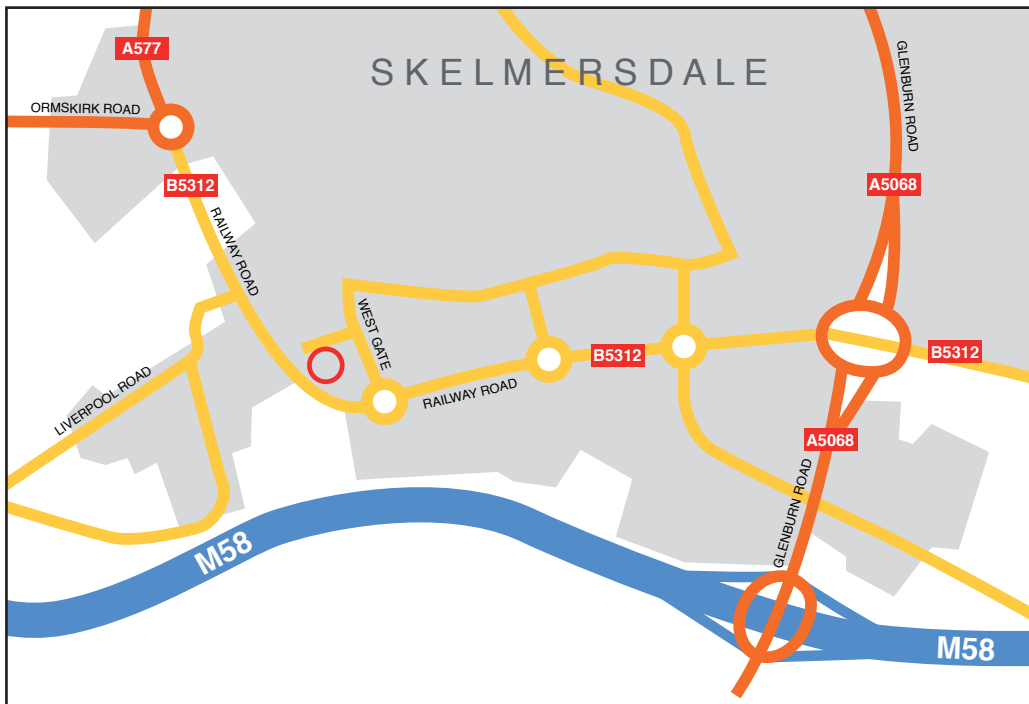 A577
SKELMERSDALE
GLENBURN ROAD
ORMSKIRK ROAD
B5312
A5068
RAILWAY ROAD
WEST GATE
B5312
B5312
LIVERPOOL ROAD
RAILWAY ROAD
A5068
GLENBURN ROAD
M58
M58